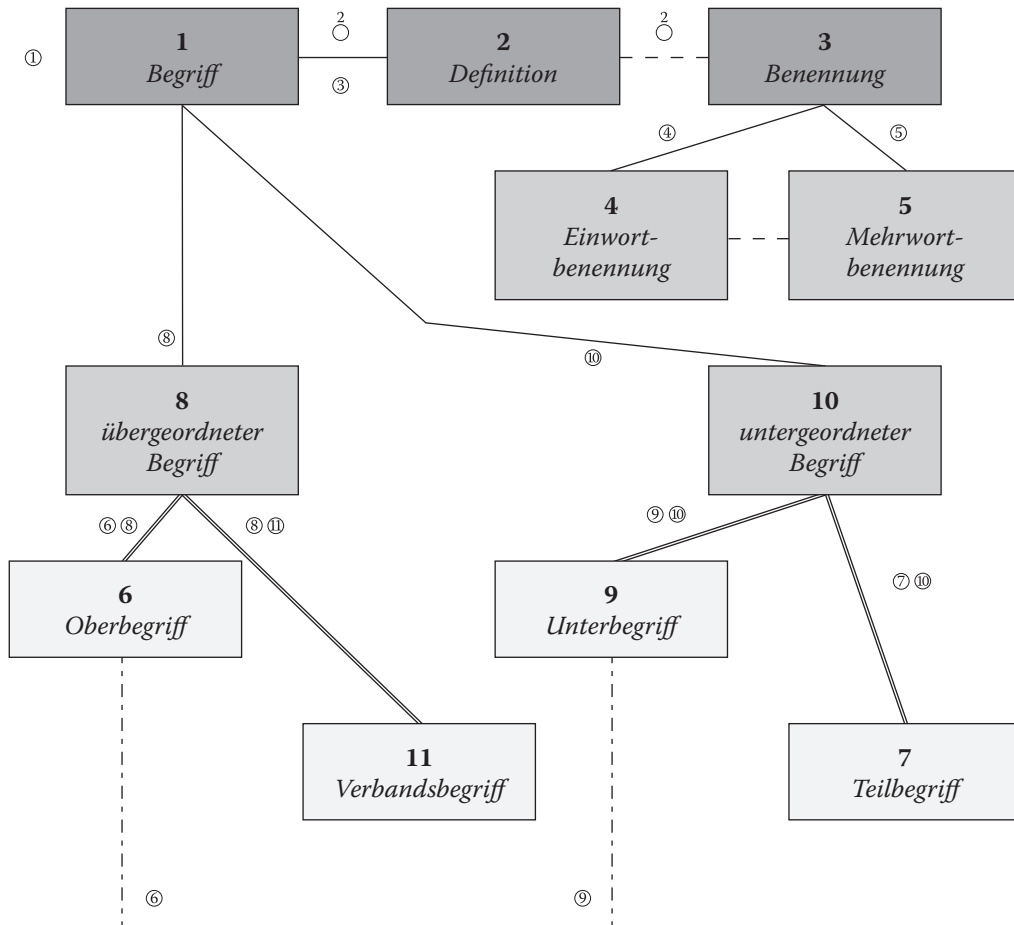 2
2
①
1
Begriff
2
Definition
3
Benennung
③
④
⑤
4
Einwort-
benennung
5
Mehrwort-
benennung
⑧
⑩
8
übergeordneter
Begriff
10
untergeordneter
Begriff
⑥ ⑧
⑧ ⑪
⑨ ⑩
⑦ ⑩
6
Oberbegriff
9
Unterbegriff
11
Verbandsbegriff
7
Teilbegriff
⑥
⑨